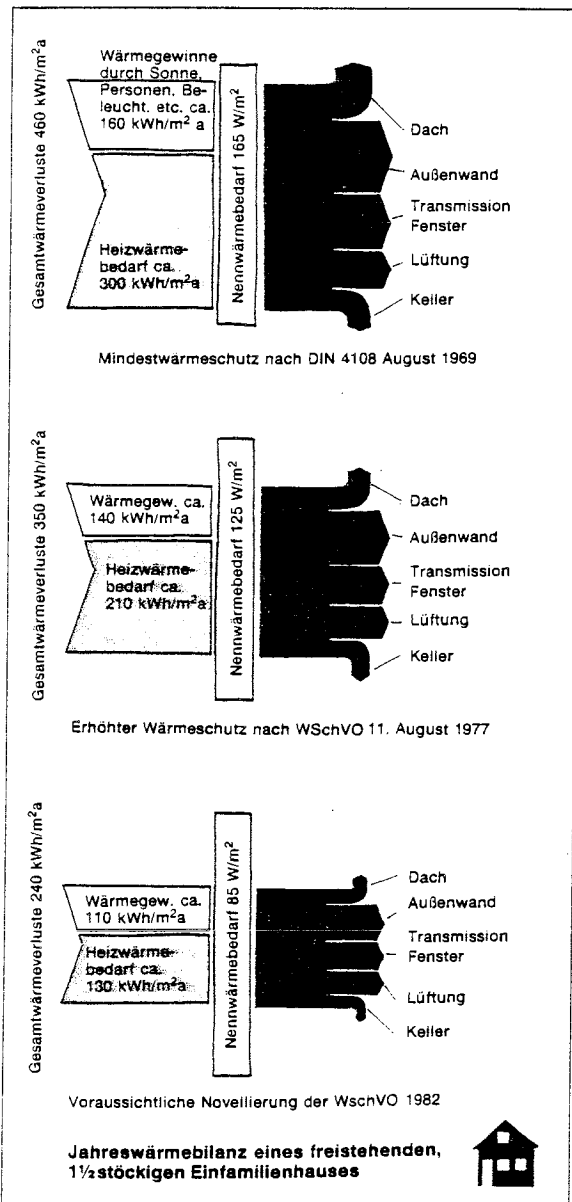 Gesamtwärmeverluste 460 kWh/m²a
Wärmegewinne
durch Sonne,
Personen, Be-
leucht. etc. ca.
160 kWh/m² a
Heizwärme-
bedarf ca.
300 kWh/m²a
Nennwärmebedarf 165 W/m²
Dach
Außenwand
Transmission
Fenster
Lüftung
Keller
Mindestwärmeschutz nach DIN 4108 August 1969
Gesamtwärmeverluste 350 kWh/m²a
Wärmegew. ca.
140 kWh/m²a
Heizwärme-
bedarf ca.
210 kWh/m²a
Nennwärmebedarf 125 W/m²
Dach
Außenwand
Transmission
Fenster
Lüftung
Keller
Erhöhter Wärmeschutz nach WSchVO 11. August 1977
Gesamtwärmeverluste 240 kWh/m²a
Wärmegew. ca.
110 kWh/m²a
Heizwärme-
bedarf ca.
130 kWh/m²a
Nennwärmebedarf 85 W/m²
Dach
Außenwand
Transmission
Fenster
Lüftung
Keller
Voraussichtliche Novellierung der WschVO 1982
Jahreswärmebilanz eines freistehenden,
1½stöckigen Einfamilienhauses